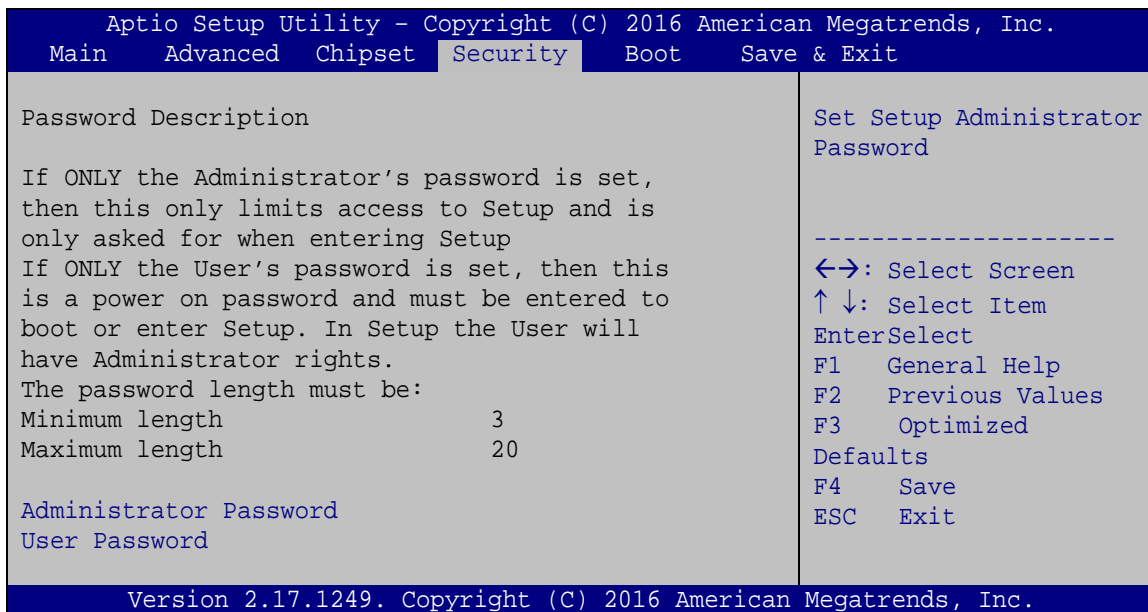 Aptio Setup Utility – Copyright (C) 2016 American Megatrends, Inc.
Main Advanced Chipset Security Boot Save & Exit
Password Description
If ONLY the Administrator’s password is set,
then this only limits access to Setup and is
only asked for when entering Setup
If ONLY the User’s password is set, then this
is a power on password and must be entered to
boot or enter Setup. In Setup the User will
have Administrator rights.
The password length must be:
Minimum length 3
Maximum length 20
Administrator Password
User Password
Set Setup Administrator
Password
---------------------
←→: Select Screen
↑ ↓: Select Item
EnterSelect
F1 General Help
F2 Previous Values
F3 Optimized
Defaults
F4 Save
ESC Exit
Version 2.17.1249. Copyright (C) 2016 American Megatrends, Inc.